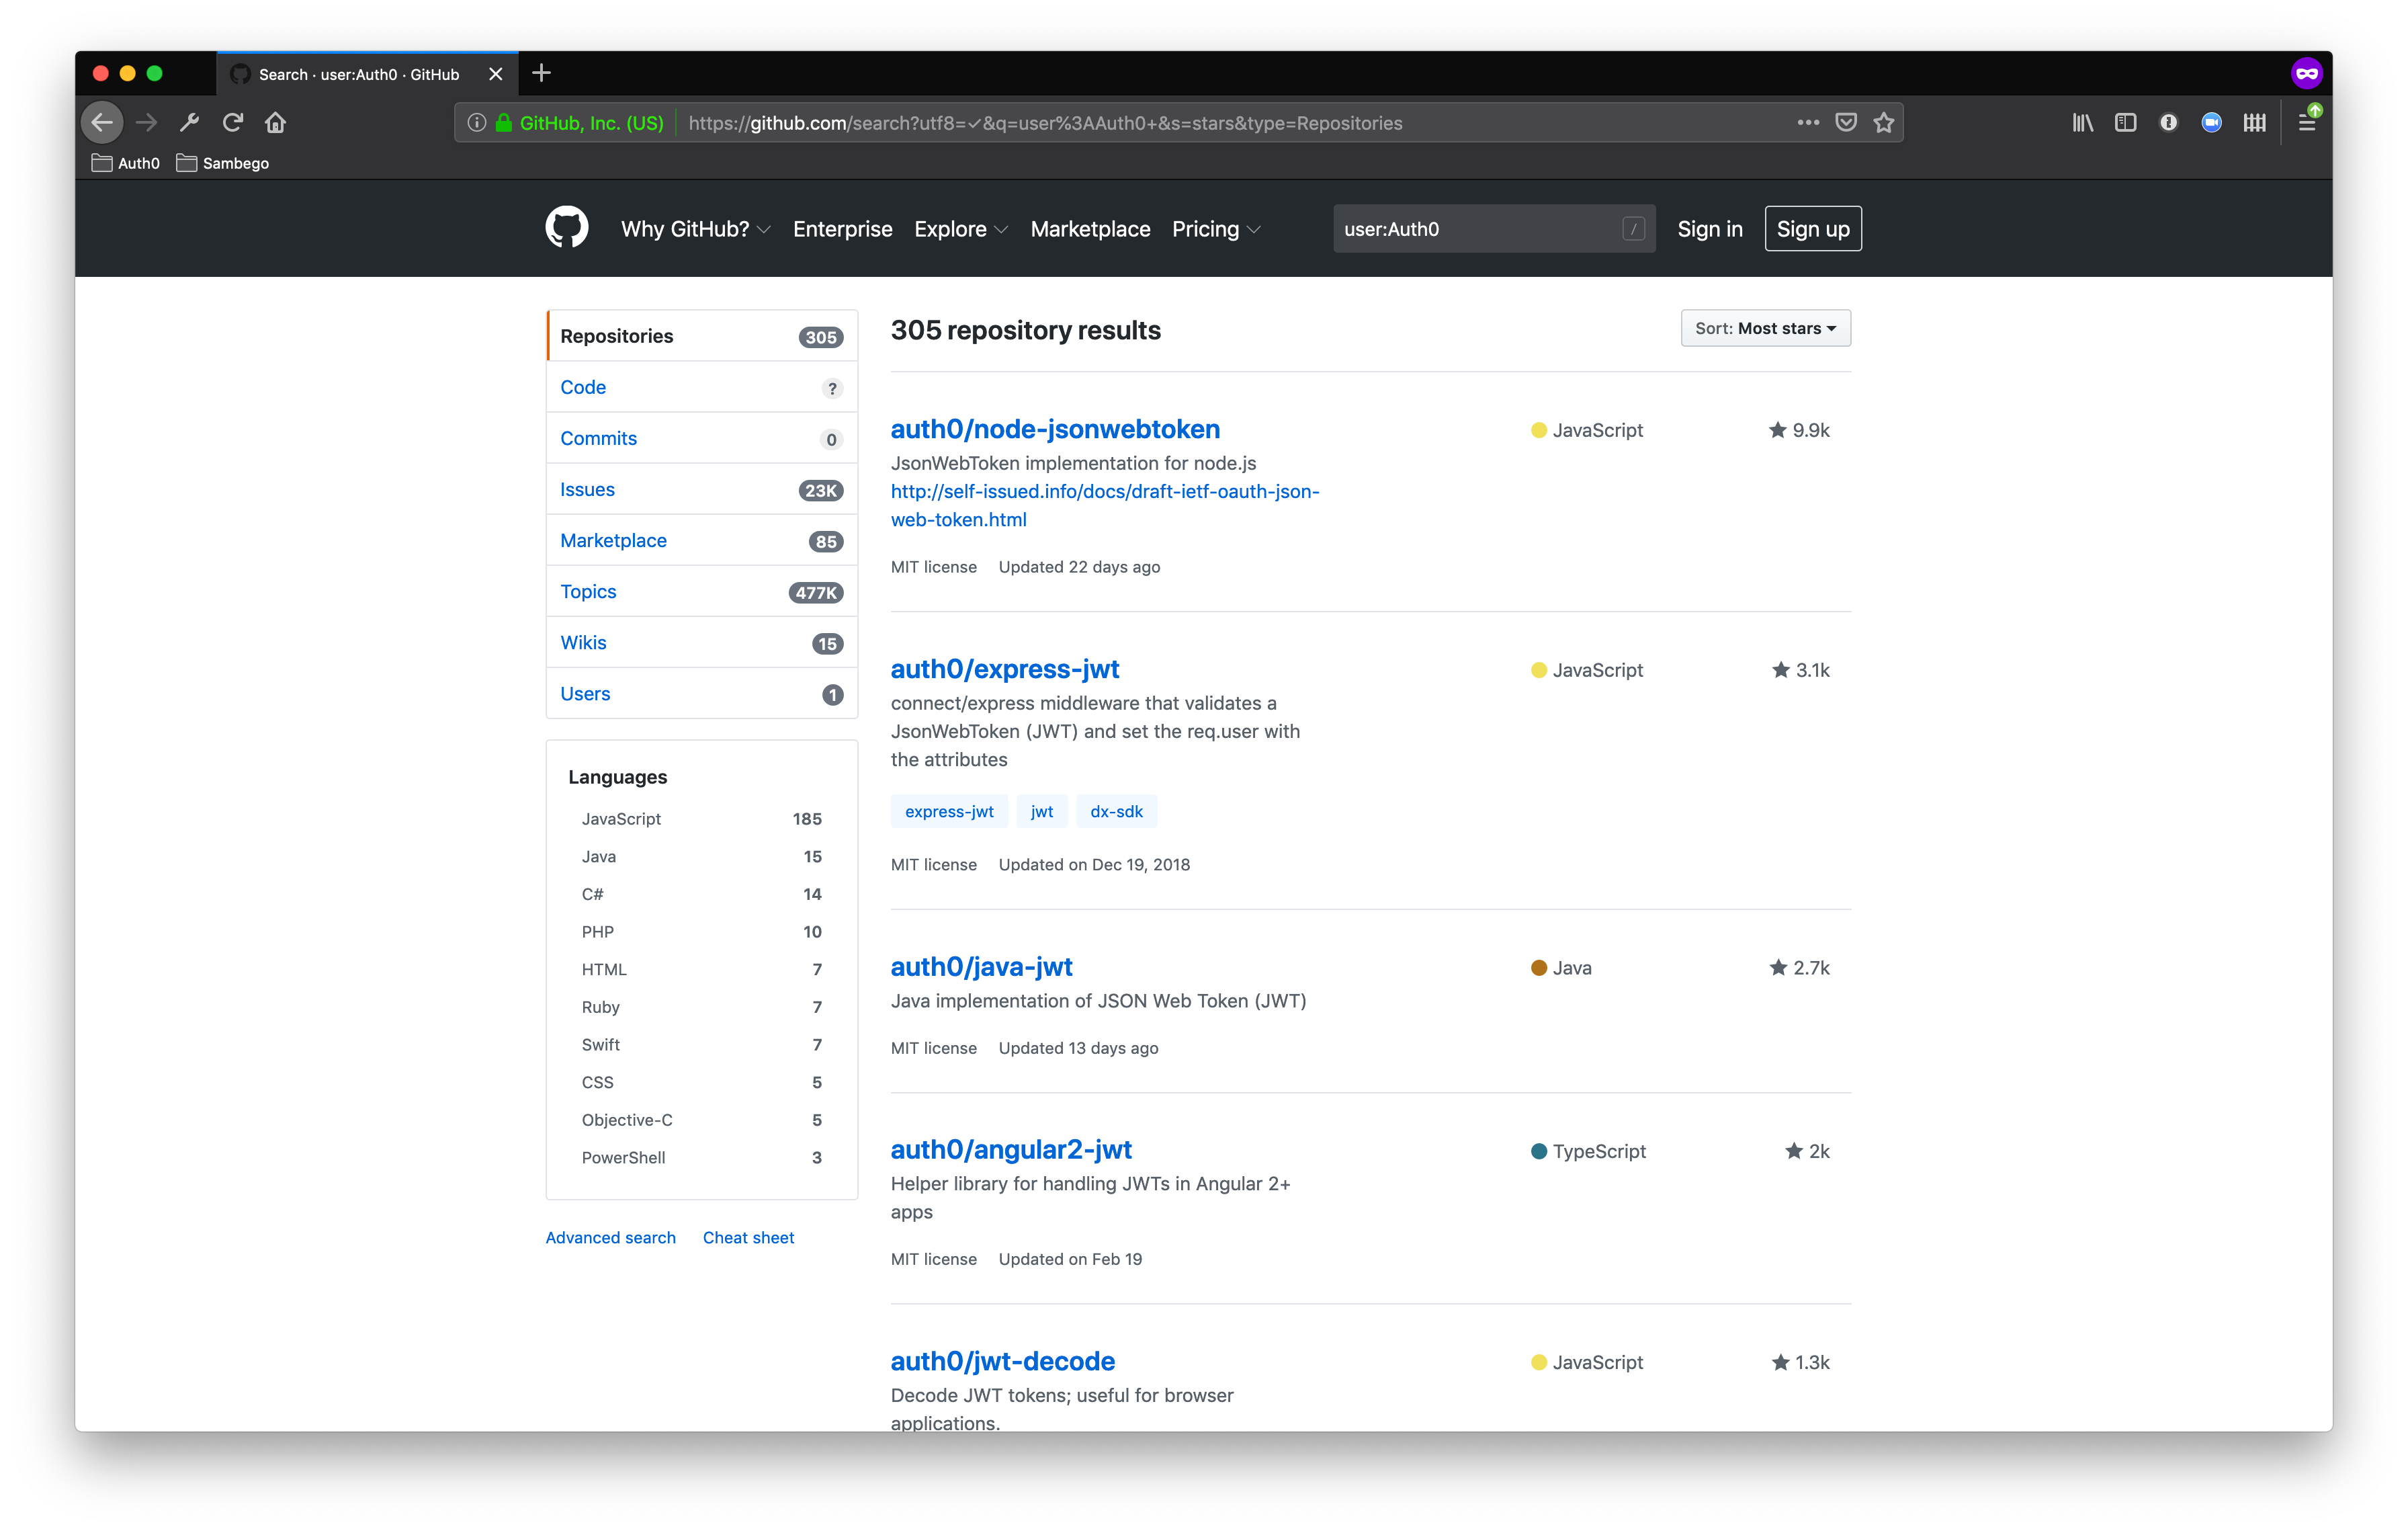 Search · user:Auth0 · GitHub
GitHub, Inc. (US) https://github.com/search?utf8=✓&q=user%3AAuth0+&s=stars&type=Repositories
Auth0 Sambego
Why GitHub? Enterprise Explore Marketplace Pricing user:Auth0 / Sign in Sign up
Repositories 305
Code ?
Commits 0
Issues 23K
Marketplace 85
Topics 477K
Wikis 15
Users 1
Languages
JavaScript 185
Java 15
C# 14
PHP 10
HTML 7
Ruby 7
Swift 7
CSS 5
Objective-C 5
PowerShell 3
Advanced search Cheat sheet
305 repository results Sort: Most stars
auth0/node-jsonwebtoken JavaScript 9.9k
JsonWebToken implementation for node.js
http://self-issued.info/docs/draft-ietf-oauth-json-
web-token.html
MIT license Updated 22 days ago
auth0/express-jwt JavaScript 3.1k
connect/express middleware that validates a
JsonWebToken (JWT) and set the req.user with
the attributes
express-jwt jwt dx-sdk
MIT license Updated on Dec 19, 2018
auth0/java-jwt Java 2.7k
Java implementation of JSON Web Token (JWT)
MIT license Updated 13 days ago
auth0/angular2-jwt TypeScript 2k
Helper library for handling JWTs in Angular 2+
apps
MIT license Updated on Feb 19
auth0/jwt-decode JavaScript 1.3k
Decode JWT tokens; useful for browser
applications.